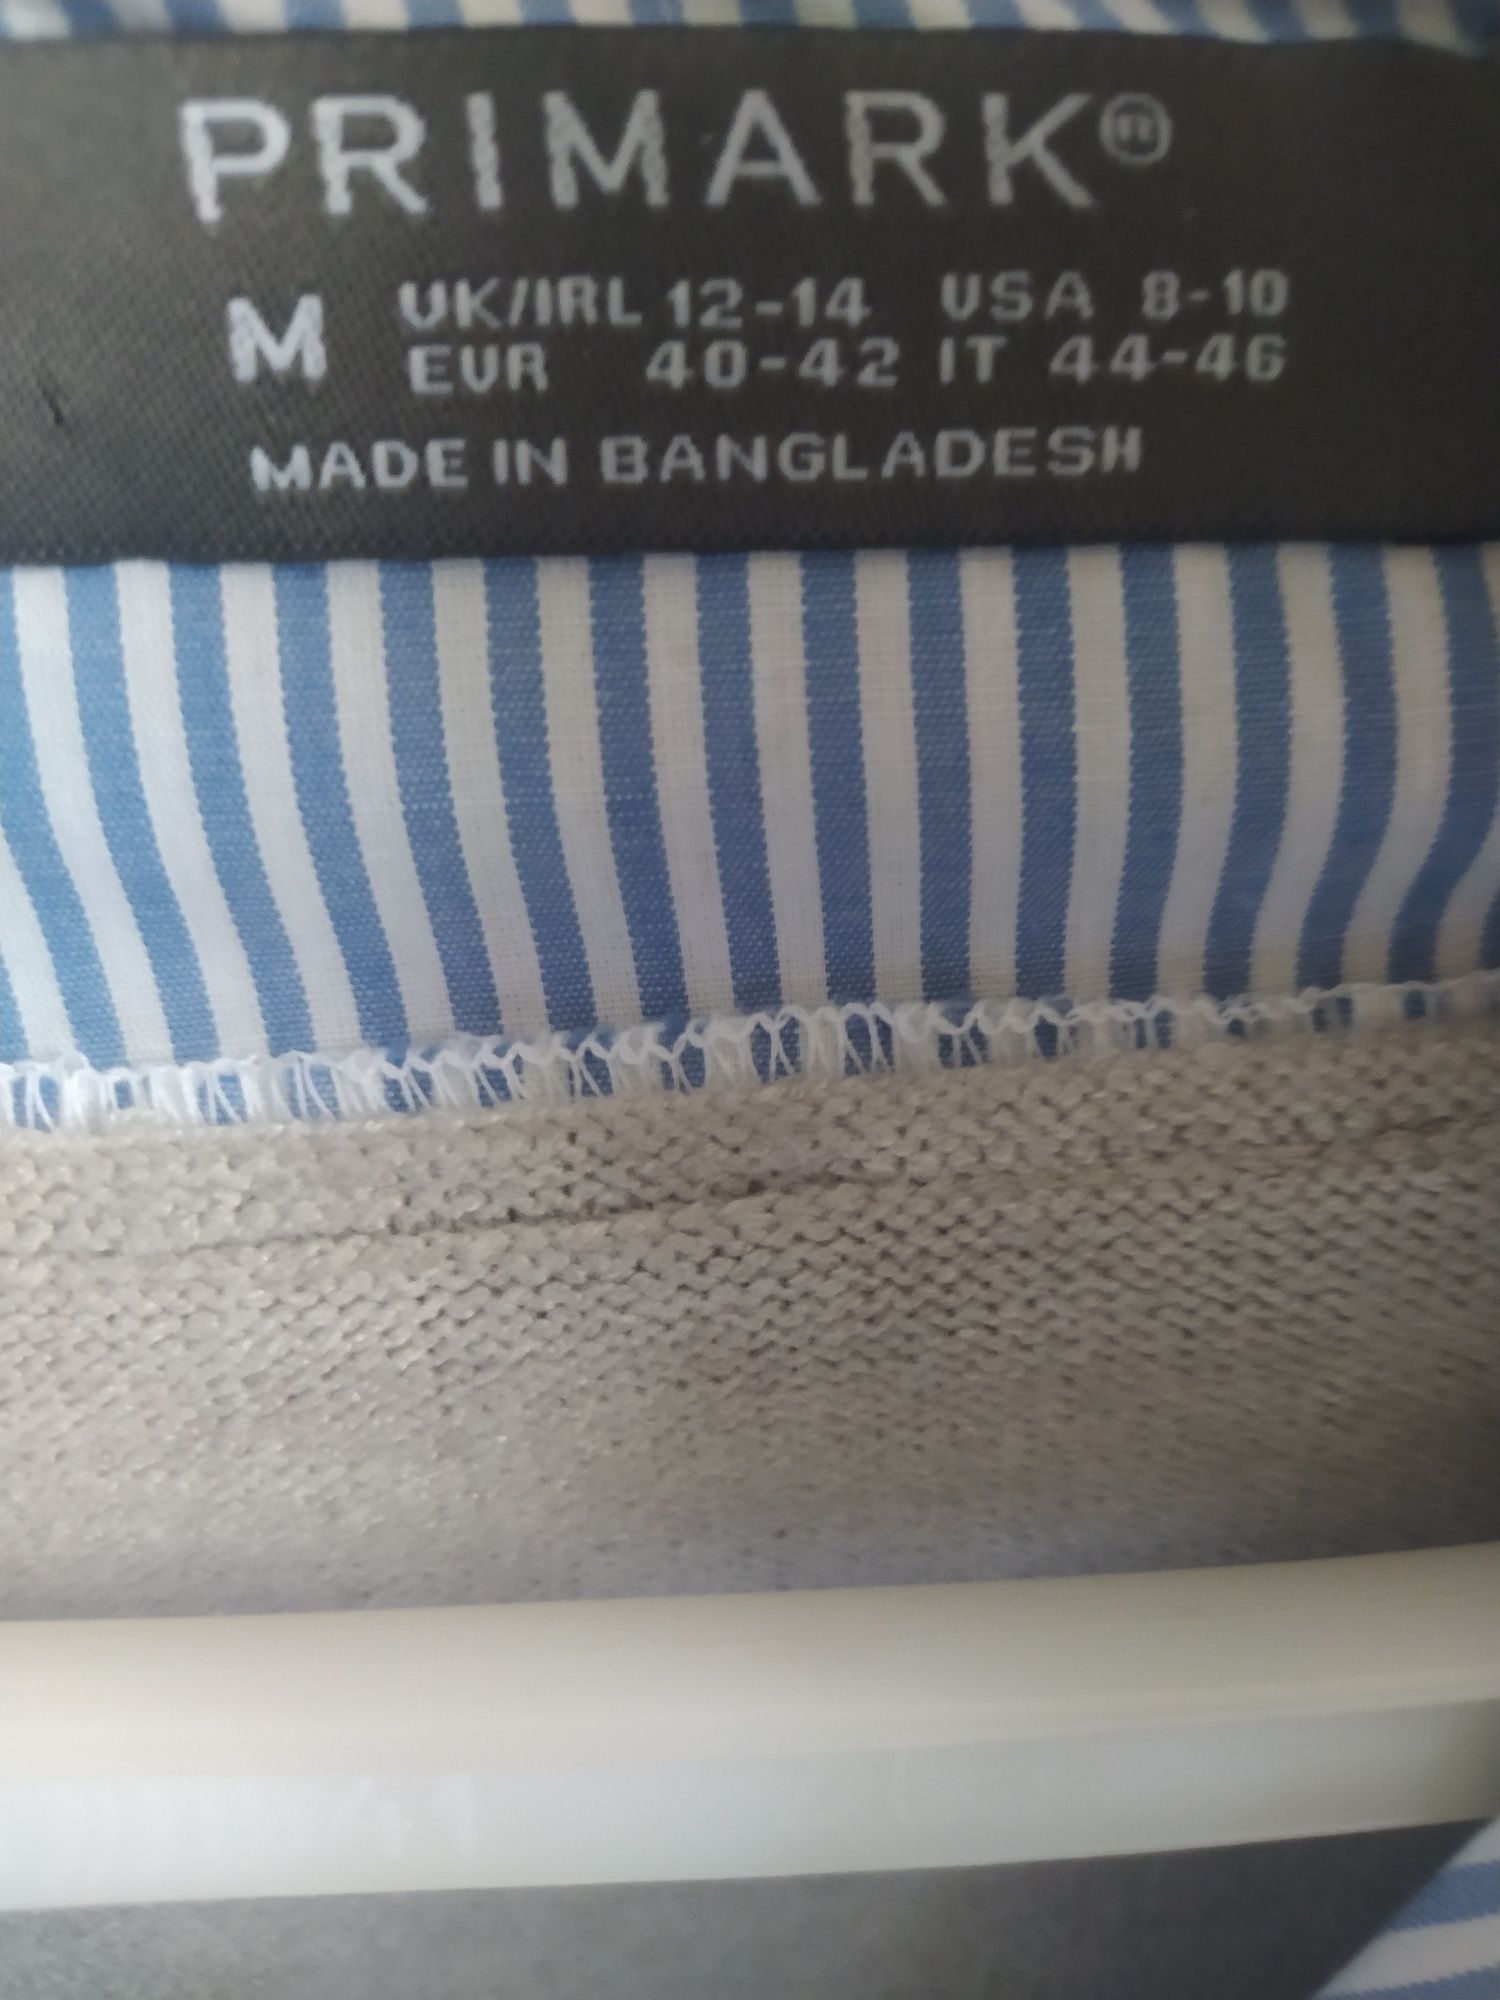 PRIMARK®
M UK/IRL 12-14 USA 8-10
EUR 40-42 IT 44-46
MADE IN BANGLADESH